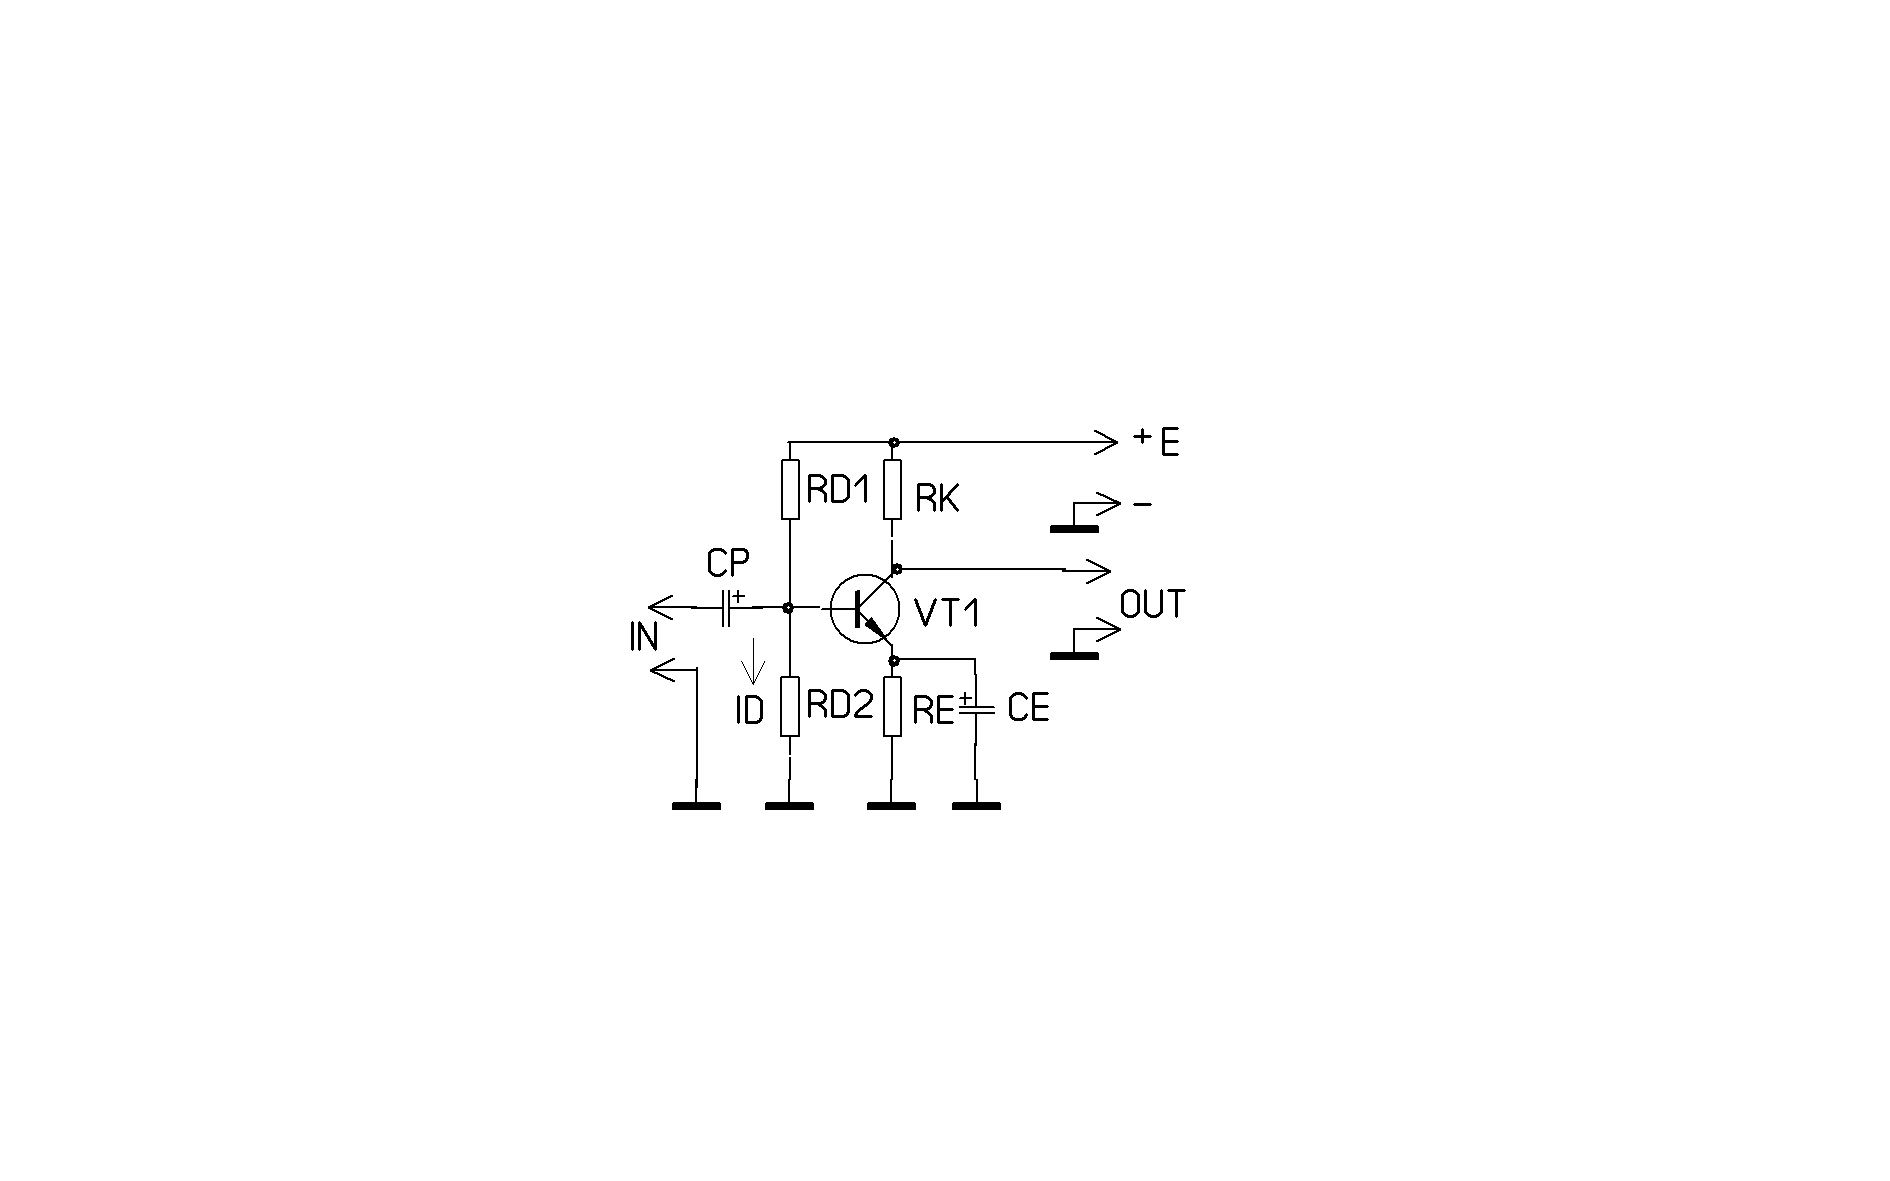 + E
RD1
RK
-
CP
+
OUT
VT1
IN
ID
RD2
RE
+
CE